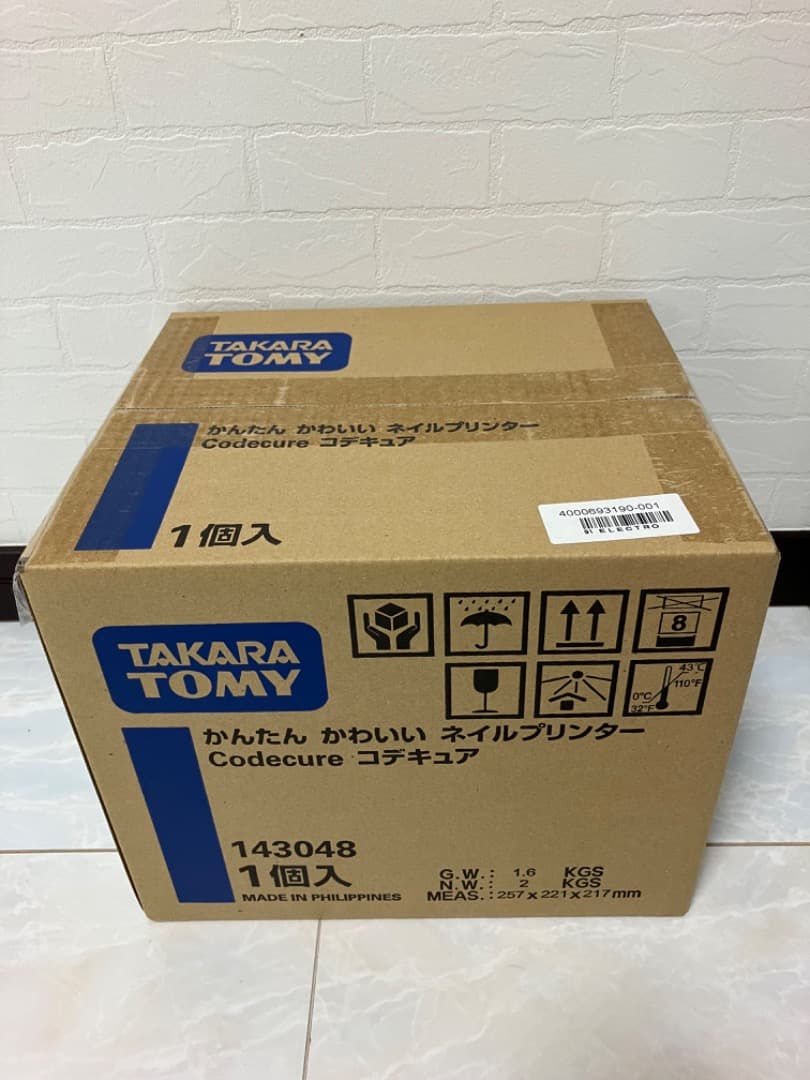 TAKARA
TOMY
かんたん かわいい ネイルプリンター
Codecure コデキュア
1個入
4000693190-001
91 ELECTRO
TAKARA
TOMY
8
43℃
110°F
0℃
32°F
かんたん かわいい ネイルプリンター
Codecure コデキュア
143048
1個入
MADE IN PHILIPPINES
G.W.: 1.6 KGS
N.W.: 2 KGS
MEAS.: 257x221x217mm